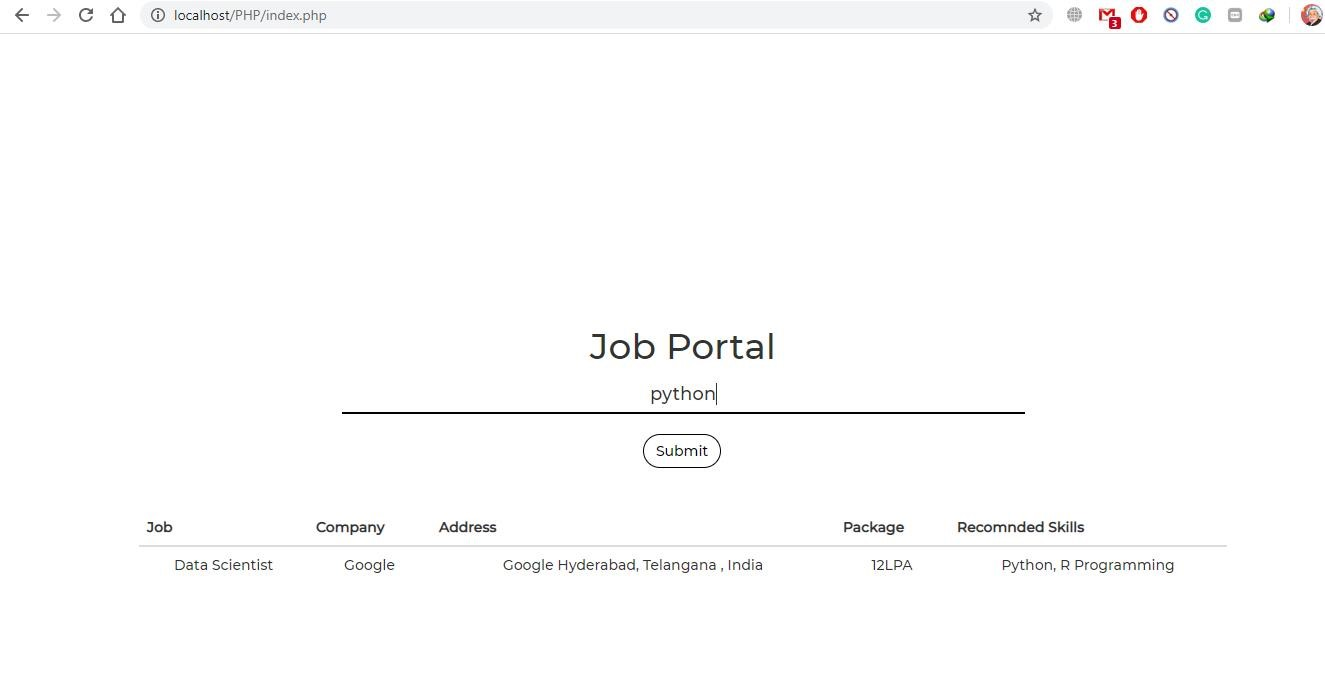 localhost/PHP/index.php
3
Job Portal
python
Submit
Job Company Address Package Recomnded Skills
Data Scientist Google Google Hyderabad, Telangana , India 12LPA Python, R Programming